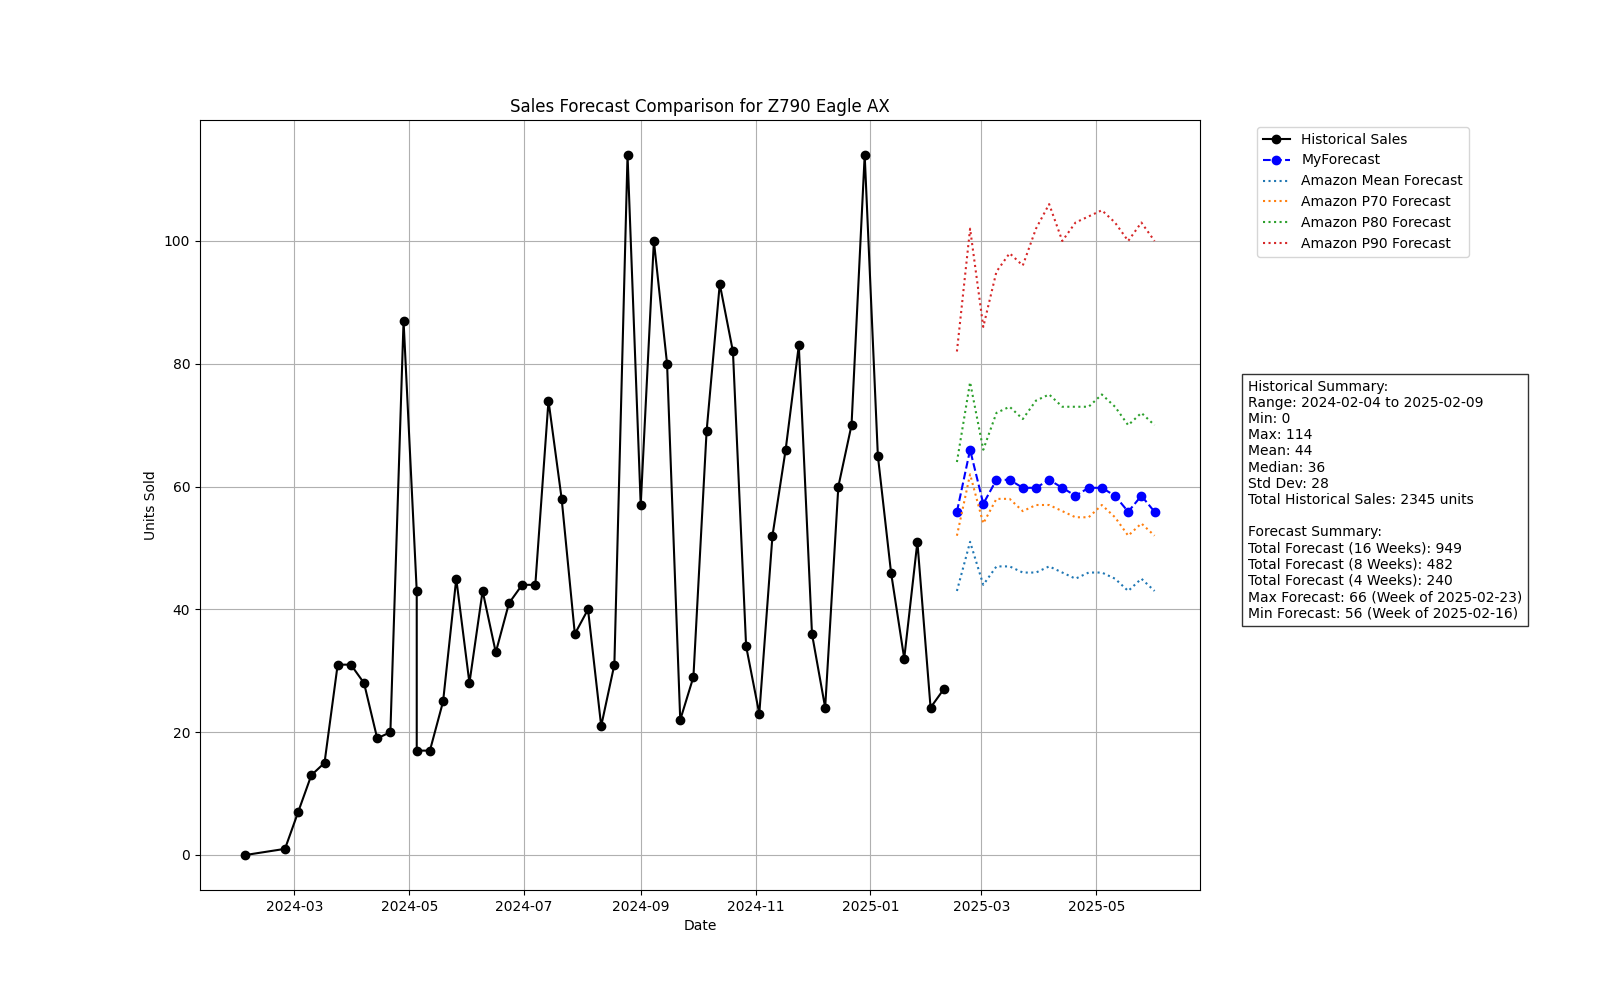 Sales Forecast Comparison for Z790 Eagle AX
Historical Sales
MyForecast
Amazon Mean Forecast
Amazon P70 Forecast
Amazon P80 Forecast
Amazon P90 Forecast
100
80
60
40
20
0
Units Sold
Historical Summary:
Range: 2024-02-04 to 2025-02-09
Min: 0
Max: 114
Mean: 44
Median: 36
Std Dev: 28
Total Historical Sales: 2345 units
Forecast Summary:
Total Forecast (16 Weeks): 949
Total Forecast (8 Weeks): 482
Total Forecast (4 Weeks): 240
Max Forecast: 66 (Week of 2025-02-23)
Min Forecast: 56 (Week of 2025-02-16)
2024-03 2024-05 2024-07 2024-09 2024-11 2025-01 2025-03 2025-05
Date